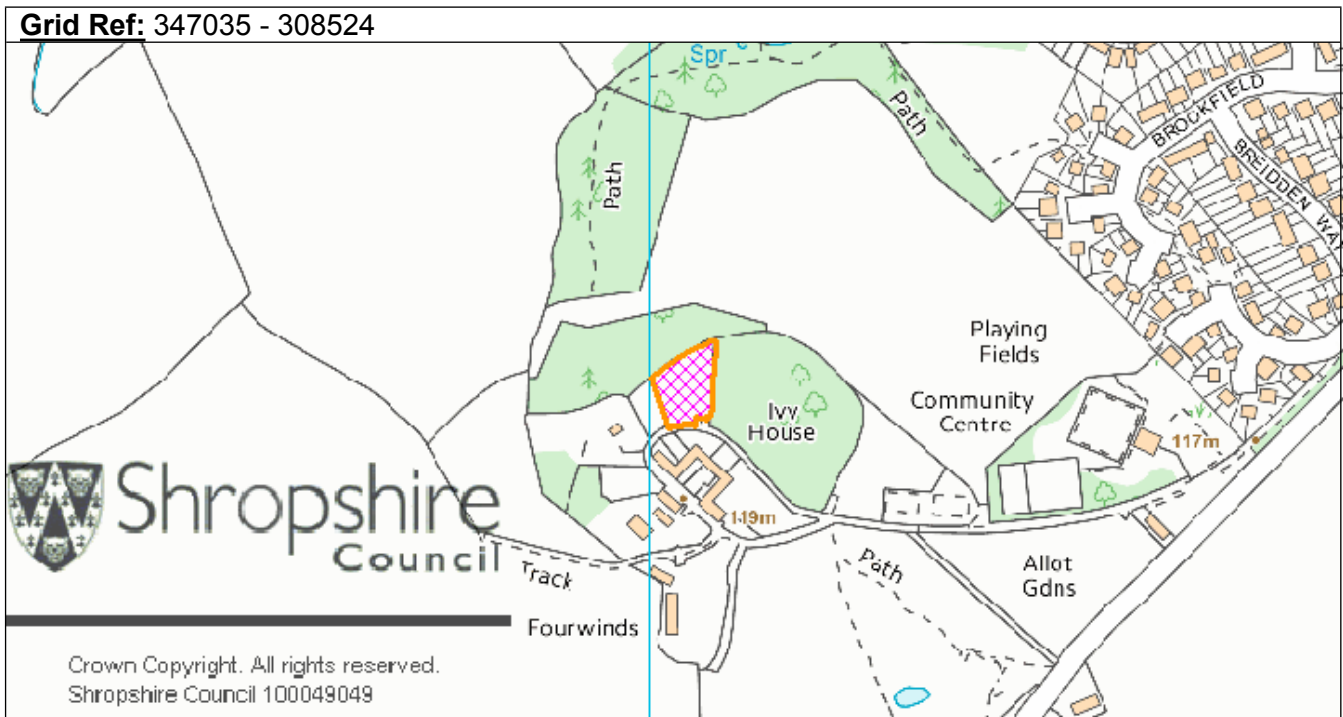 Grid Ref: 347035 - 308524
Spr
Path
Path
BROOKFIELD
BREIDDEN WAY
Playing
Fields
Community
Centre
117m
Ivy
House
119m
Shropshire
Council
Track
Path
Allot
Gdns
Fourwinds
Crown Copyright. All rights reserved.
Shropshire Council 100049049